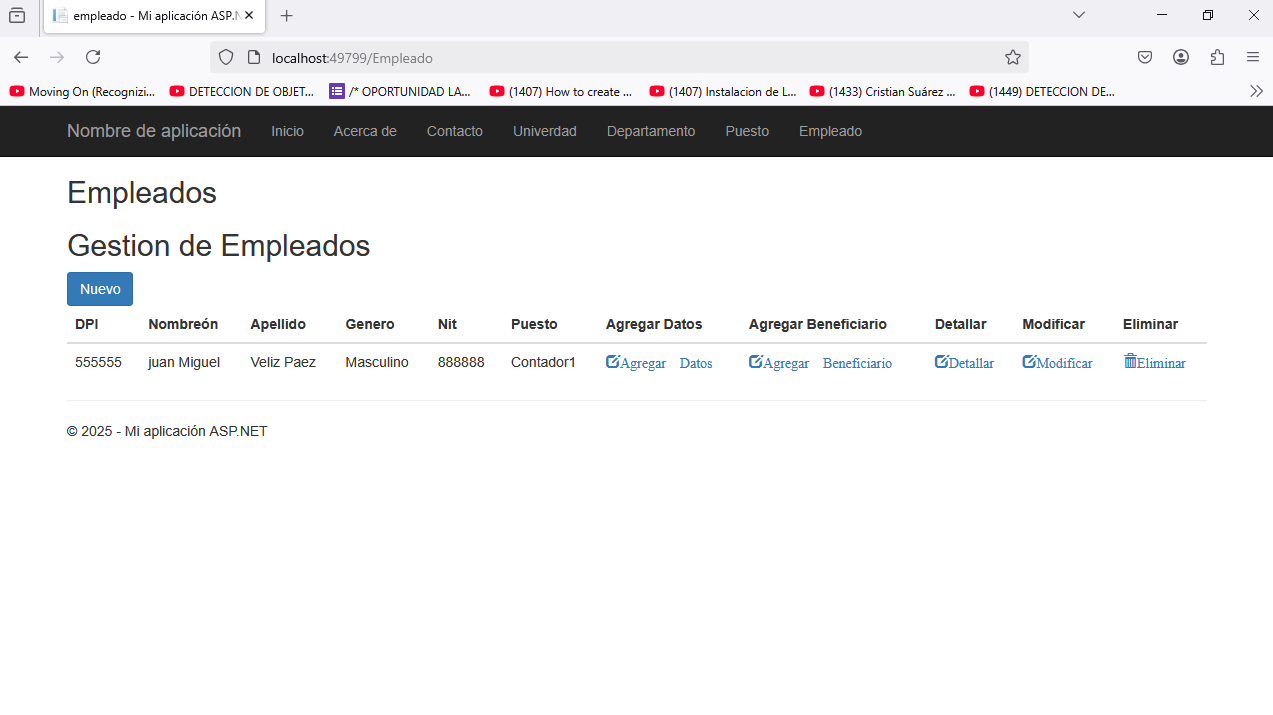 empleado - Mi aplicación ASP.N
localhost:49799/Empleado
Moving On (Recognizi... DETECCION DE OBJET... /* OPORTUNIDAD LA... (1407) How to create ... (1407) Instalacion de L... (1433) Cristian Suárez ... (1449) DETECCION DE...
Nombre de aplicación Inicio Acerca de Contacto Univerdad Departamento Puesto Empleado
Empleados
Gestion de Empleados
Nuevo
DPI Nombreón Apellido Genero Nit Puesto Agregar Datos Agregar Beneficiario Detallar Modificar Eliminar
555555 juan Miguel Veliz Paez Masculino 888888 Contador1 Agregar Datos Agregar Beneficiario Detallar Modificar Eliminar
© 2025 - Mi aplicación ASP.NET